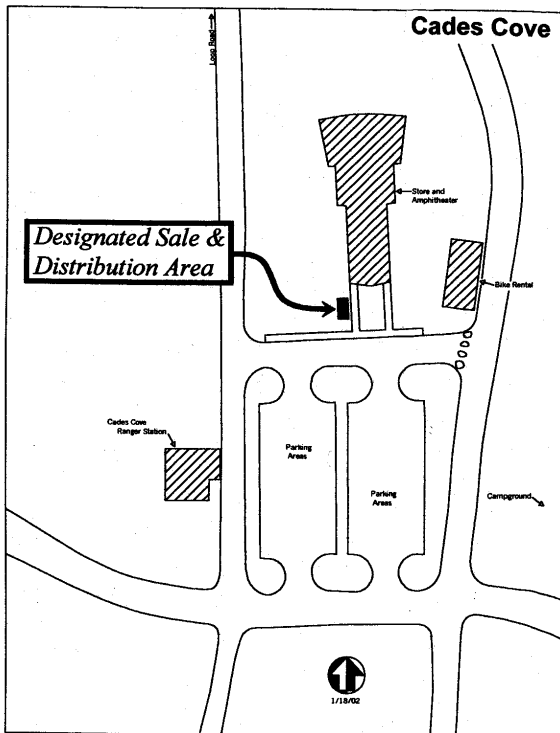 Cades Cove
Loop Road
Store and
Amphitheater
Designated Sale &
Distribution Area
Bike Rental
Cades Cove
Ranger Station
Parking
Areas
Parking
Areas
Campground
1/18/02